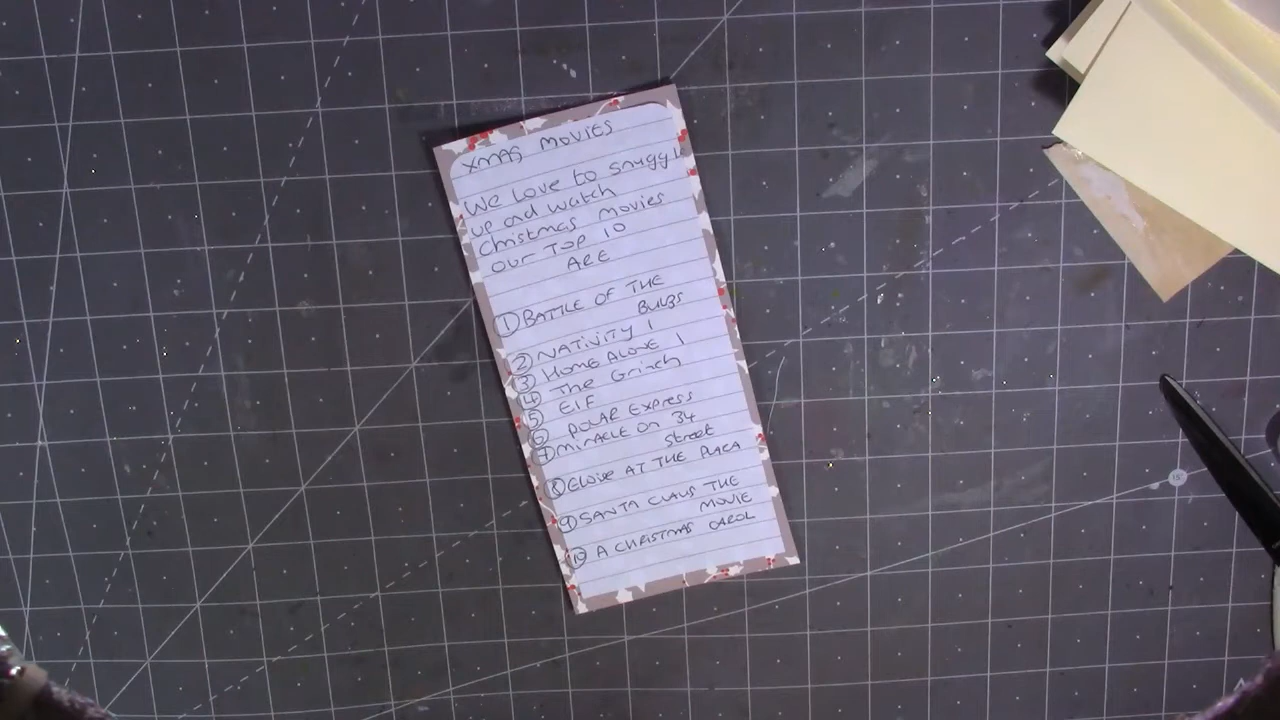 XMAS MOVIES
We Love to snuggl
up and watch
Christmas movies
our TOP 10
ARE
1 BATTLE OF THE
BULBS
2 NATIVITY 1
3 HOME ALONE 1
4 The Grinch
5 ElF
6 POLAR EXPRESS
7 MIRACLE ON 34
Street
8 ELOISE AT THE PLAZA
9 SANTA CLAUS THE
MOVIE
10 A CHRISTMAS CAROL
15